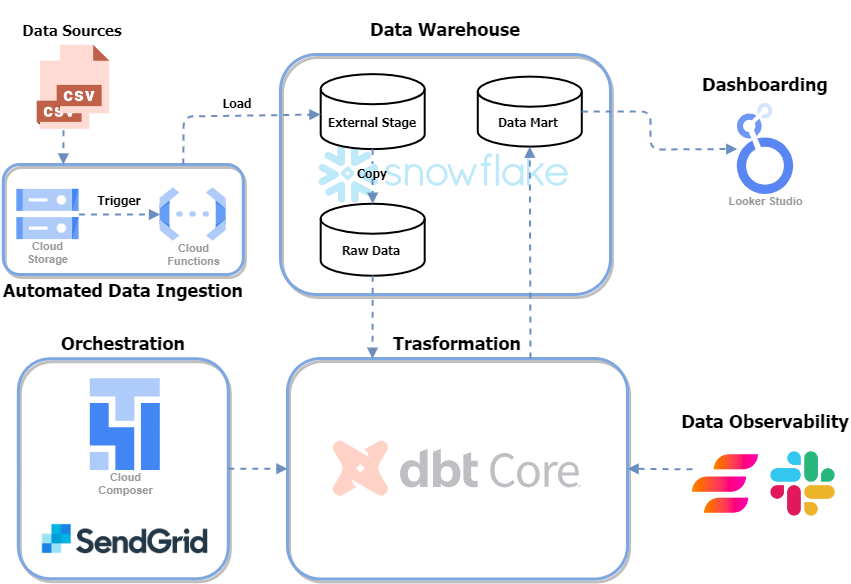 Data Sources
CSV
CSV
Data Warehouse
External Stage
Data Mart
snowflake
Copy
Raw Data
Load
Dashboarding
Looker Studio
Trigger
Cloud
Storage
Cloud
Functions
Automated Data Ingestion
Orchestration
Cloud
Composer
SendGrid
Trasformation
dbt Core
Data Observability